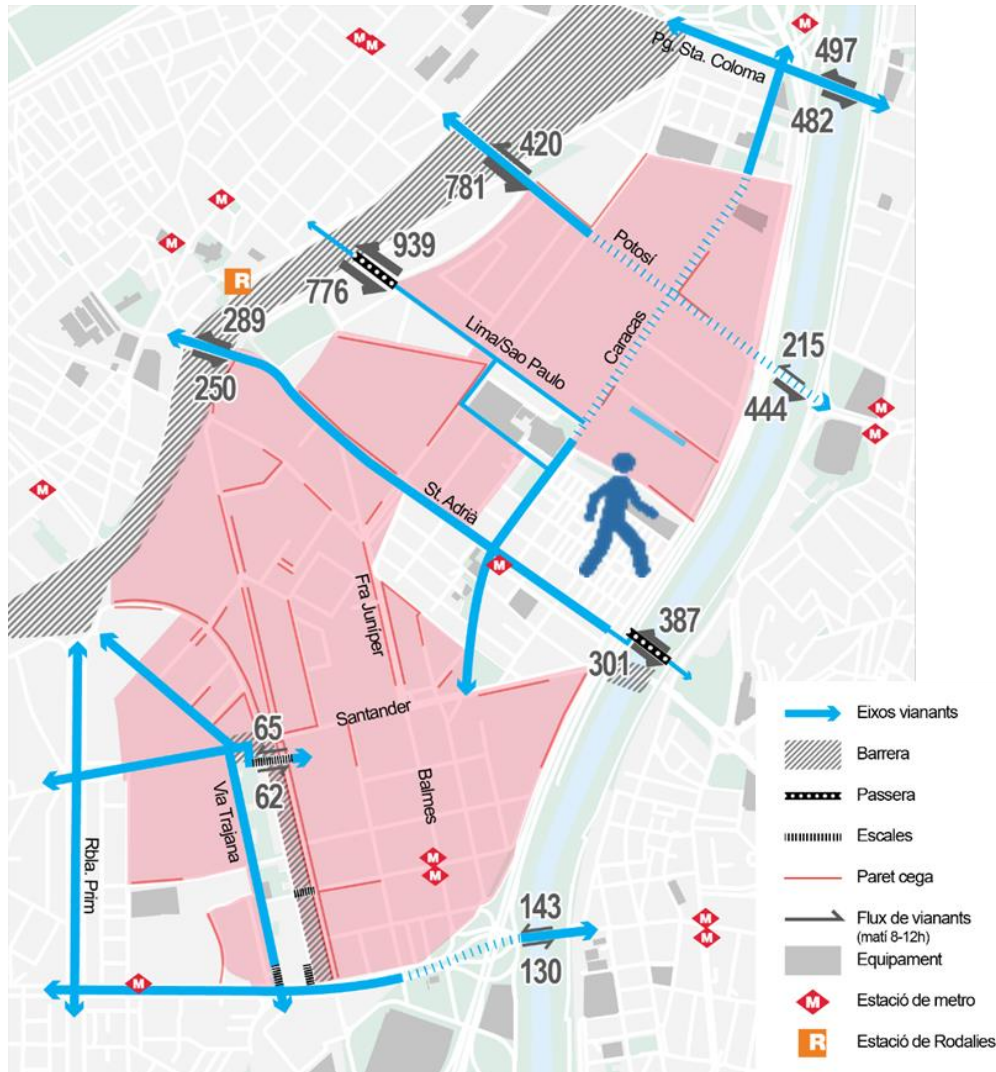 M
M M
M
M
M
R
M
M
M
M
M
M
M
M
M
M
Pg. Sta. Coloma
497
482
420
781
Potosí
939
776
Lima/Sao Paulo
Caracas
289
250
215
444
St. Adrià
Fra Juníper
387
301
Santander
65
62
Via Trajana
Balmes
Rbla. Prim
143
130
Eixos vianants
Barrera
Passera
Escales
Paret cega
Flux de vianants
(matí 8-12h)
Equipament
M Estació de metro
R Estació de Rodalies